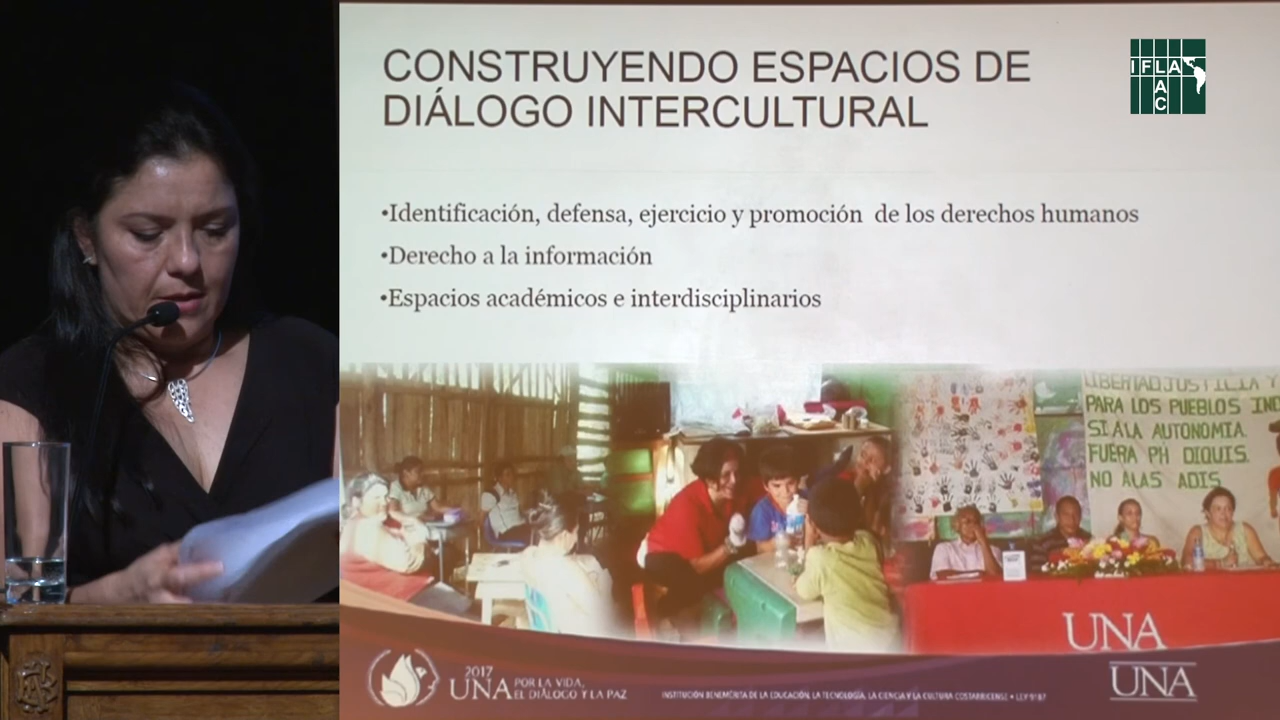 CONSTRUYENDO ESPACIOS DE
DIÁLOGO INTERCULTURAL
IFLA
LAC
•Identificación, defensa, ejercicio y promoción de los derechos humanos
•Derecho a la información
•Espacios académicos e interdisciplinarios
LIBERTAD JUSTICIA Y
PARA LOS PUEBLOS IND
SI A LA AUTONOMIA
FUERA PH DIQUIS
NO A LAS ADIS
UNA
2017
UNA POR LA VIDA,
EL DIÁLOGO Y LA PAZ
INSTITUCIÓN BENEMÉRITA DE LA EDUCACIÓN, LA TECNOLOGÍA, LA CIENCIA Y LA CULTURA COSTARRICENSE • LEY 9187
UNA